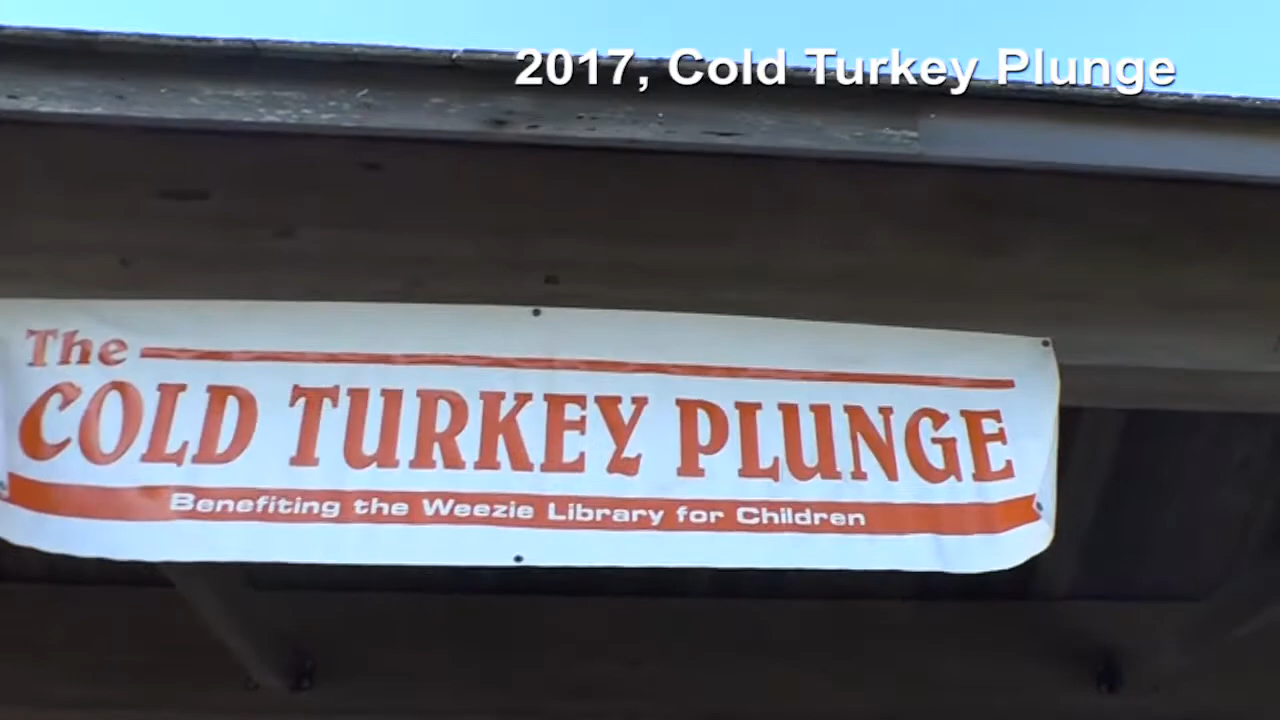 2017, Cold Turkey Plunge
The
COLD TURKEY PLUNGE
Benefiting the Weezie Library for Children